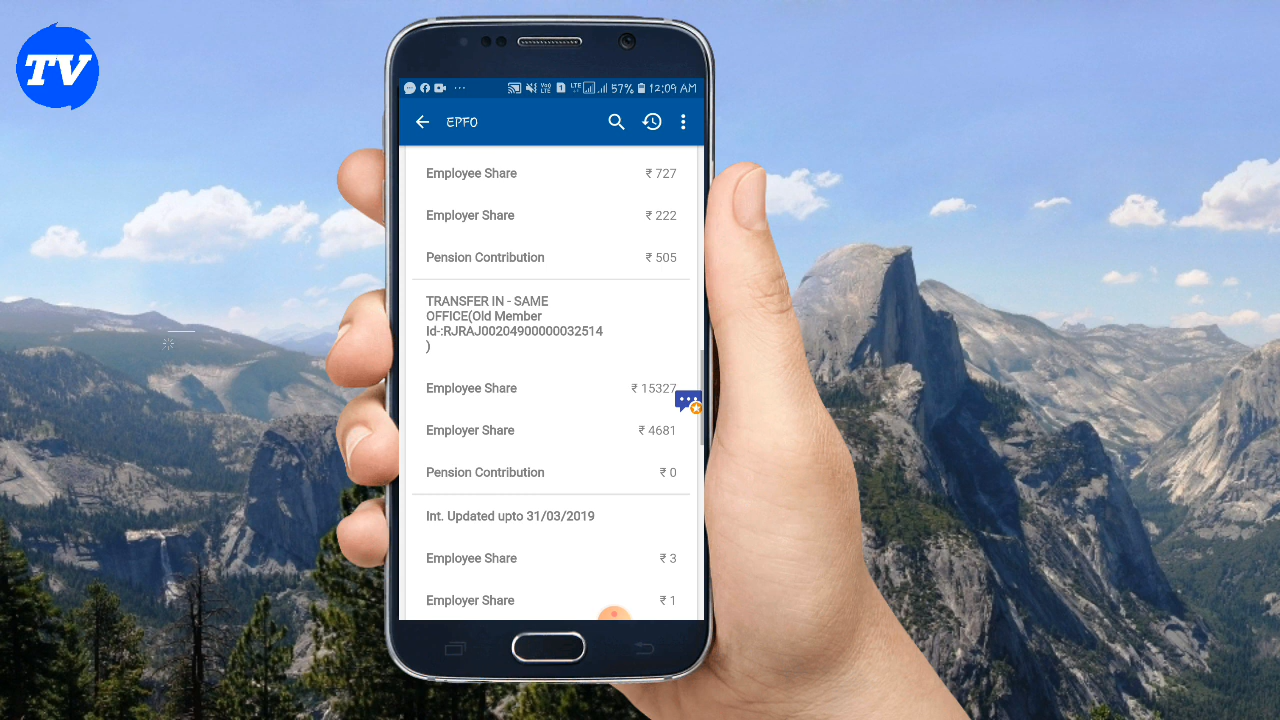 TV
57% 12:09 AM
EPFO
Employee Share ₹ 727
Employer Share ₹ 222
Pension Contribution ₹ 505
TRANSFER IN - SAME
OFFICE(Old Member
Id-:RJRAJ00204900000032514
)
Employee Share ₹ 15327
Employer Share ₹ 4681
Pension Contribution ₹ 0
Int. Updated upto 31/03/2019
Employee Share ₹ 3
Employer Share ₹ 1